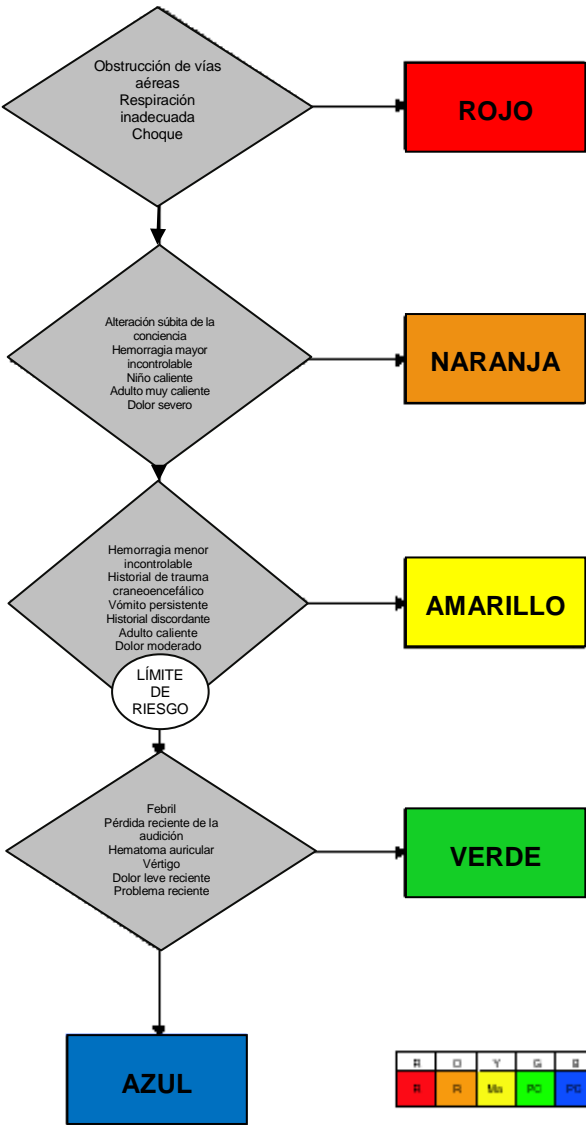 Obstrucción de vías
aéreas
Respiración
inadecuada
Choque
ROJO
Alteración súbita de la
conciencia
Hemorragia mayor
incontrolable
Niño caliente
Adulto muy caliente
Dolor severo
NARANJA
Hemorragia menor
incontrolable
Historial de trauma
craneoencefálico
Vómito persistente
Historial discordante
Adulto caliente
Dolor moderado
AMARILLO
LÍMITE
DE
RIESGO
Febril
Pérdida reciente de la
audición
Hematoma auricular
Vértigo
Dolor leve reciente
Problema reciente
VERDE
AZUL
R O Y G B
R R Ma PC PC